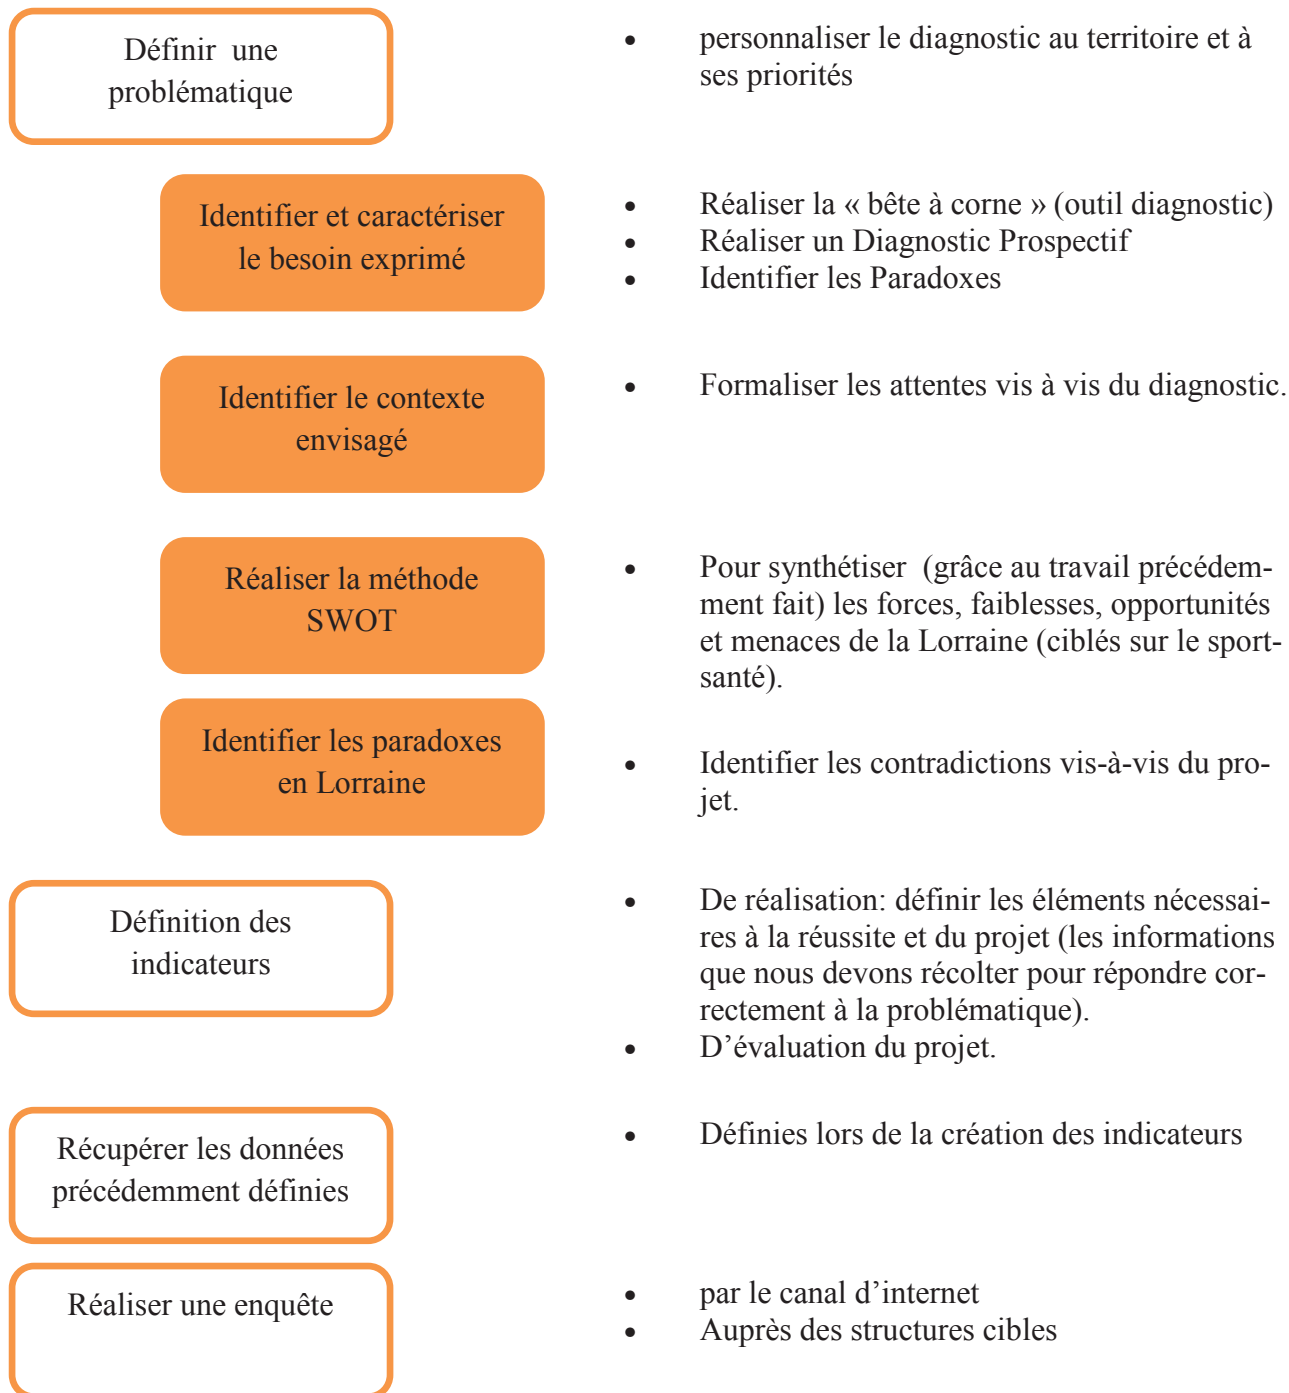 Définir une
problématique
• personnaliser le diagnostic au territoire et à
ses priorités
Identifier et caractériser
le besoin exprimé
• Réaliser la « bête à corne » (outil diagnostic)
• Réaliser un Diagnostic Prospectif
• Identifier les Paradoxes
Identifier le contexte
envisagé
• Formaliser les attentes vis à vis du diagnostic.
Réaliser la méthode
SWOT
• Pour synthétiser (grâce au travail précédem-
ment fait) les forces, faiblesses, opportunités
et menaces de la Lorraine (ciblés sur le sport-
santé).
Identifier les paradoxes
en Lorraine
• Identifier les contradictions vis-à-vis du pro-
jet.
Définition des
indicateurs
• De réalisation: définir les éléments nécessai-
res à la réussite et du projet (les informations
que nous devons récolter pour répondre cor-
rectement à la problématique).
• D’évaluation du projet.
Récupérer les données
précédemment définies
• Définies lors de la création des indicateurs
Réaliser une enquête
• par le canal d’internet
• Auprès des structures cibles